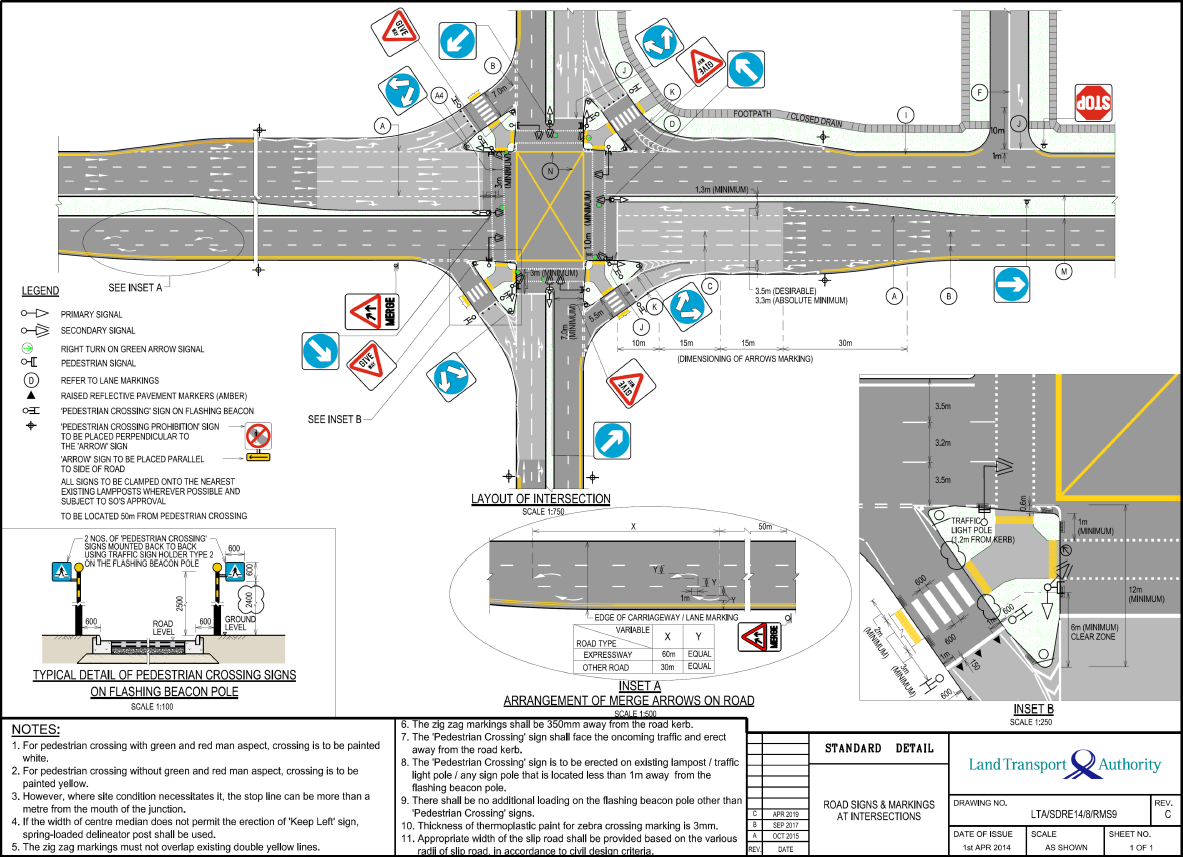 GIVE
WAY
B
A4
A
7.0m
J
K
D
GIVE
WAY
FOOTPATH / CLOSED DRAIN
I
F
J
10m
1m
STOP
N
3m
(MINIMUM)
1.0m (MINIMUM)
3m (MINIMUM)
1.3m (MINIMUM)
3.5m (DESIRABLE)
3.3m (ABSOLUTE MINIMUM)
C
A
B
M
K
J
5.5m
7.0m
(MINIMUM)
10m
15m
15m
30m
(DIMENSIONING OF ARROWS MARKING)
SEE INSET A
MERGE
GIVE
WAY
GIVE
WAY
SEE INSET B
LAYOUT OF INTERSECTION
SCALE 1:750
LEGEND
PRIMARY SIGNAL
SECONDARY SIGNAL
RIGHT TURN ON GREEN ARROW SIGNAL
PEDESTRIAN SIGNAL
D REFER TO LANE MARKINGS
RAISED REFLECTIVE PAVEMENT MARKERS (AMBER)
'PEDESTRIAN CROSSING' SIGN ON FLASHING BEACON
'PEDESTRIAN CROSSING PROHIBITION' SIGN
TO BE PLACED PERPENDICULAR TO
THE 'ARROW' SIGN
'ARROW' SIGN TO BE PLACED PARALLEL
TO SIDE OF ROAD
ALL SIGNS TO BE CLAMPED ONTO THE NEAREST
EXISTING LAMPPOSTS WHEREVER POSSIBLE AND
SUBJECT TO SO'S APPROVAL
TO BE LOCATED 50m FROM PEDESTRIAN CROSSING
2 NOS. OF 'PEDESTRIAN CROSSING'
SIGNS MOUNTED BACK TO BACK
USING TRAFFIC SIGN HOLDER TYPE 2
ON THE FLASHING BEACON POLE
600
600
2500
2400
600
ROAD
LEVEL
600
GROUND
LEVEL
TYPICAL DETAIL OF PEDESTRIAN CROSSING SIGNS
ON FLASHING BEACON POLE
SCALE 1:100
X
50m
Y
Y
1m
Y
EDGE OF CARRIAGEWAY / LANE MARKING
VARIABLE
ROAD TYPE
X
Y
EXPRESSWAY 60m EQUAL
OTHER ROAD 30m EQUAL
MERGE
INSET A
ARRANGEMENT OF MERGE ARROWS ON ROAD
SCALE 1:500
3.5m
3.2m
3.5m
0.6m
TRAFFIC
LIGHT POLE
(1.2m FROM KERB)
1m
(MINIMUM)
12m
(MINIMUM)
6m (MINIMUM)
CLEAR ZONE
600
600
600
2m
(MINIMUM)
3m
(MINIMUM)
1m
150
600
INSET B
SCALE 1:250
NOTES:
1. For pedestrian crossing with green and red man aspect, crossing is to be painted
white.
2. For pedestrian crossing without green and red man aspect, crossing is to be
painted yellow.
3. However, where site condition necessitates it, the stop line can be more than a
metre from the mouth of the junction.
4. If the width of centre median does not permit the erection of 'Keep Left' sign,
spring-loaded delineator post shall be used.
5. The zig zag markings must not overlap existing double yellow lines.
6. The zig zag markings shall be 350mm away from the road kerb.
7. The 'Pedestrian Crossing' sign shall face the oncoming traffic and erect
away from the road kerb.
8. The 'Pedestrian Crossing' sign is to be erected on existing lampost / traffic
light pole / any sign pole that is located less than 1m away from the
flashing beacon pole.
9. There shall be no additional loading on the flashing beacon pole other than
'Pedestrian Crossing' signs.
10. Thickness of thermoplastic paint for zebra crossing marking is 3mm.
11. Appropriate width of the slip road shall be provided based on the various
radii of slip road, in accordance to civil design criteria.
C APR 2019
B SEP 2017
A OCT 2015
REV. DATE
STANDARD DETAIL
ROAD SIGNS & MARKINGS
AT INTERSECTIONS
Land Transport Authority
DRAWING NO.
LTA/SDRE14/8/RMS9
REV.
C
DATE OF ISSUE
1st APR 2014
SCALE
AS SHOWN
SHEET NO.
1 OF 1